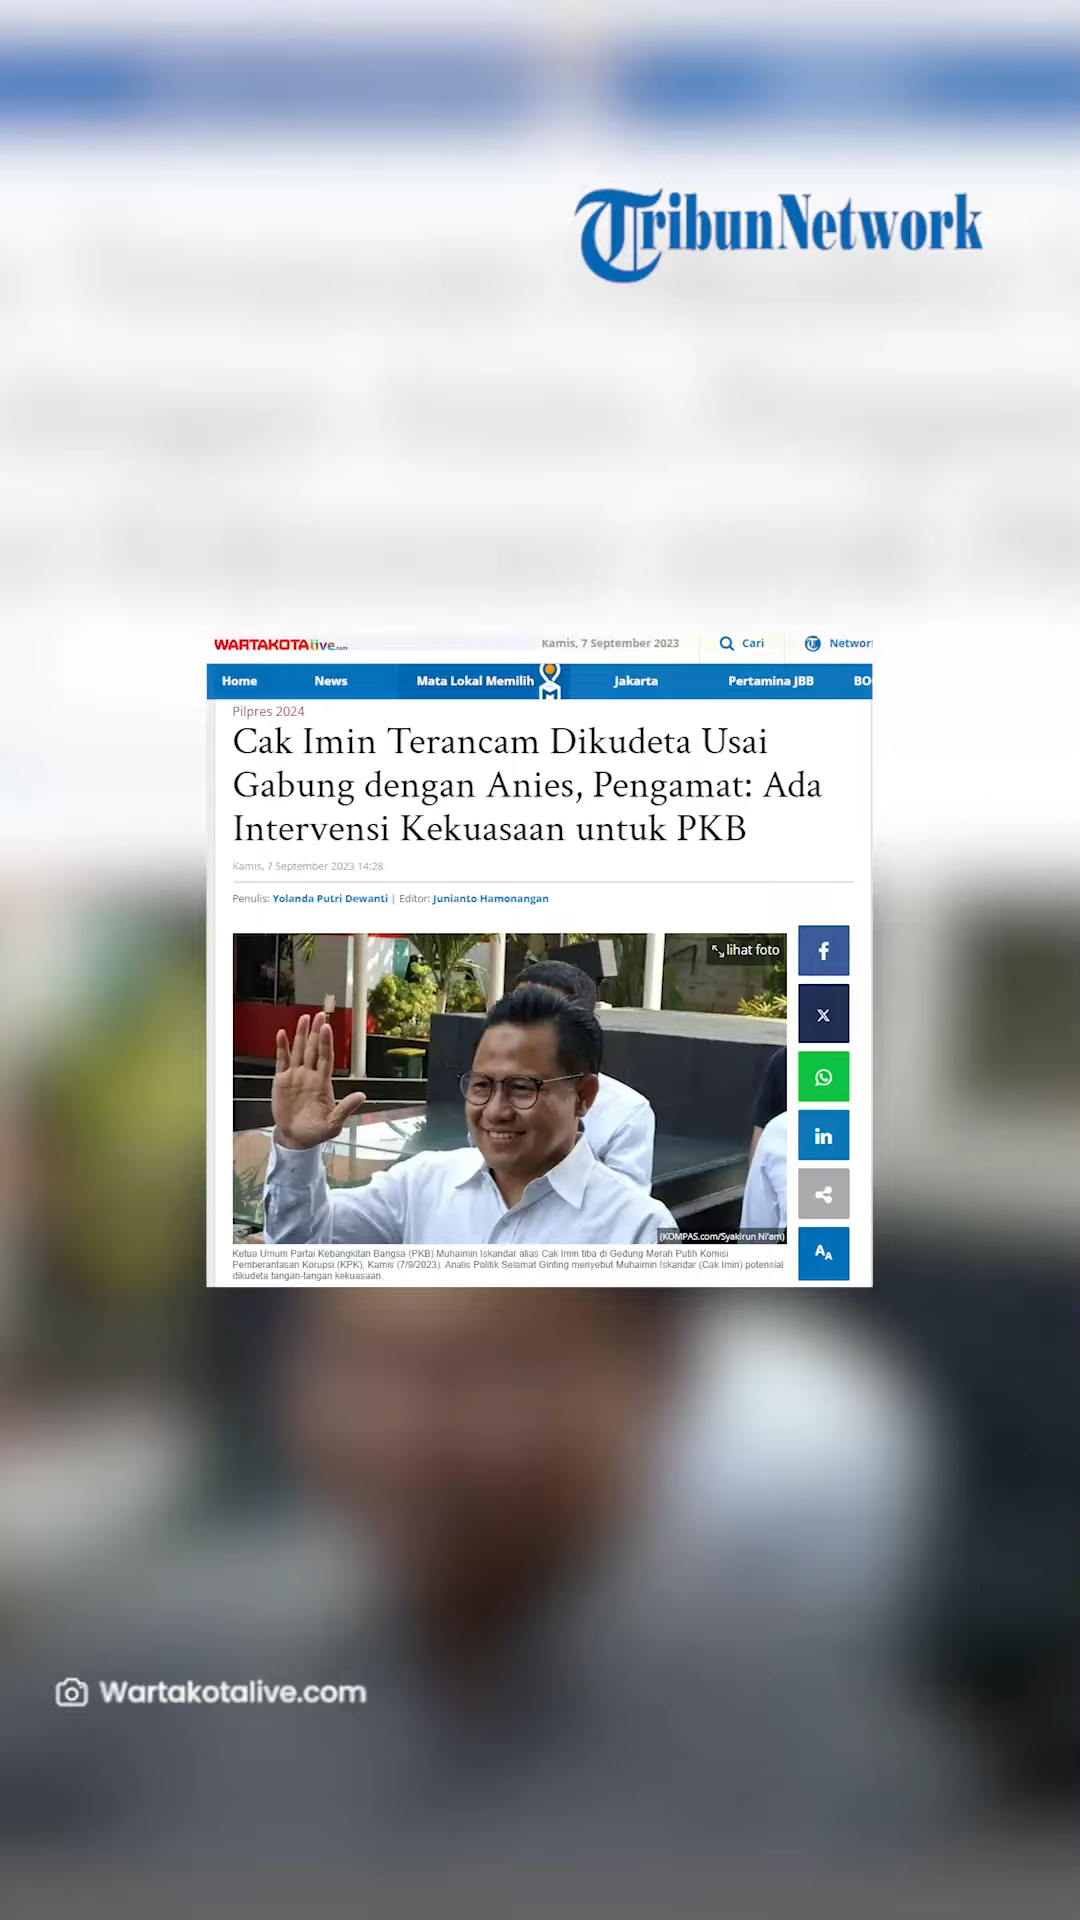 Tribun Network
WARTAKOTAlive.com
Kamis, 7 September 2023
Cari
Networ
Home
News
Mata Lokal Memilih
M
Jakarta
Pertamina JBB
BO
Pilpres 2024
Cak Imin Terancam Dikudeta Usai
Gabung dengan Anies, Pengamat: Ada
Intervensi Kekuasaan untuk PKB
Kamis, 7 September 2023 14:28
Penulis: Yolanda Putri Dewanti | Editor: Junianto Hamonangan
lihat foto
(KOMPAS.com/Syakirun Ni'am)
Ketua Umum Partai Kebangkitan Bangsa (PKB) Muhaimin Iskandar alias Cak Imin tiba di Gedung Merah Putih Komisi
Pemberantasan Korupsi (KPK), Kamis (7/9/2023). Analis Politik Selamat Ginting menyebut Muhaimin Iskandar (Cak Imin) potensial
dikudeta tangan-tangan kekuasaan.
f
X
in
AA
Wartakotalive.com